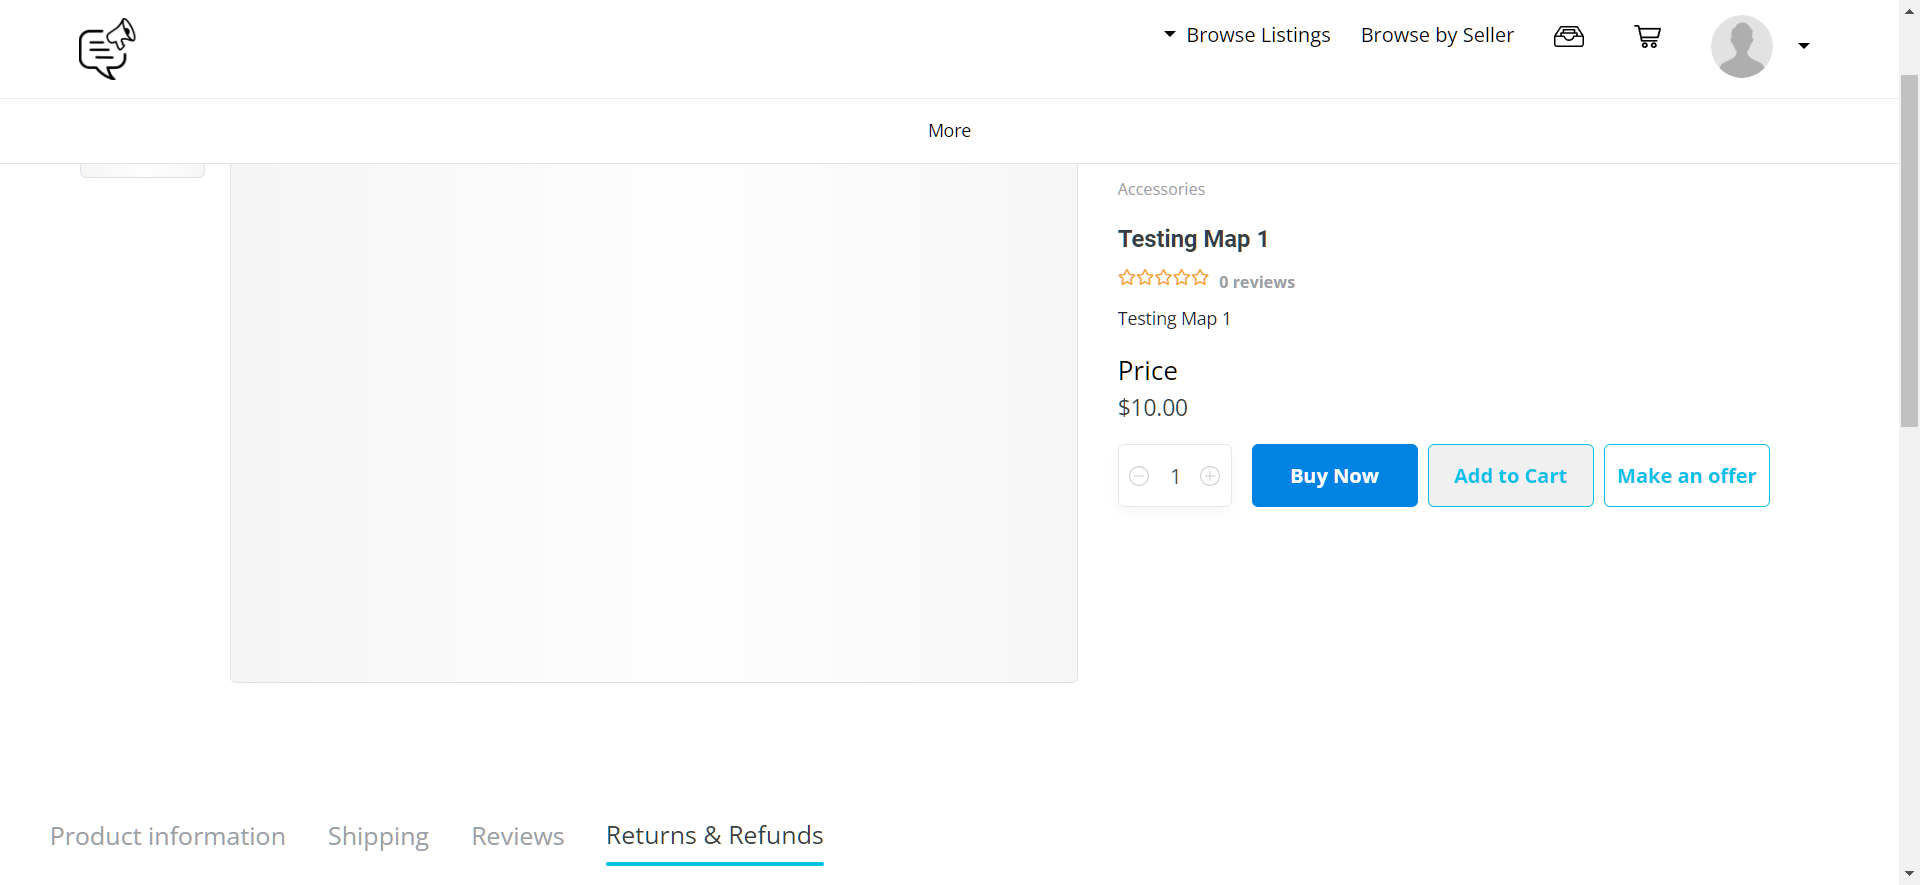 Browse Listings
Browse by Seller
More
Accessories
Testing Map 1
0 reviews
Testing Map 1
Price
$10.00
1
Buy Now
Add to Cart
Make an offer
Product information
Shipping
Reviews
Returns & Refunds